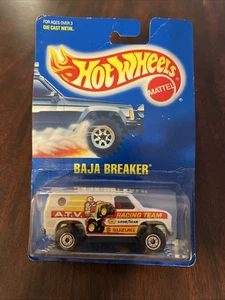 FOR AGES OVER 3
DIE CAST METAL.
Hot Wheels
MATTEL
BAJA BREAKER
A.T.V. RACING TEAM
GOODYEAR
SUZUKI